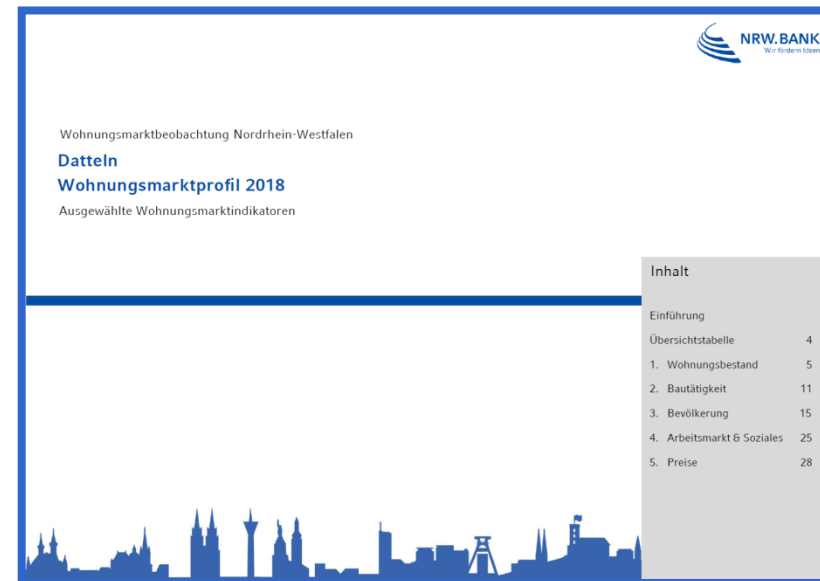 NRW.BANK
Wir fördern Ideen
Wohnungsmarktbeobachtung Nordrhein-Westfalen
Datteln
Wohnungsmarktprofil 2018
Ausgewählte Wohnungsmarktindikatoren
Inhalt
Einführung
Übersichtstabelle 4
1. Wohnungsbestand 5
2. Bautätigkeit 11
3. Bevölkerung 15
4. Arbeitsmarkt & Soziales 25
5. Preise 28